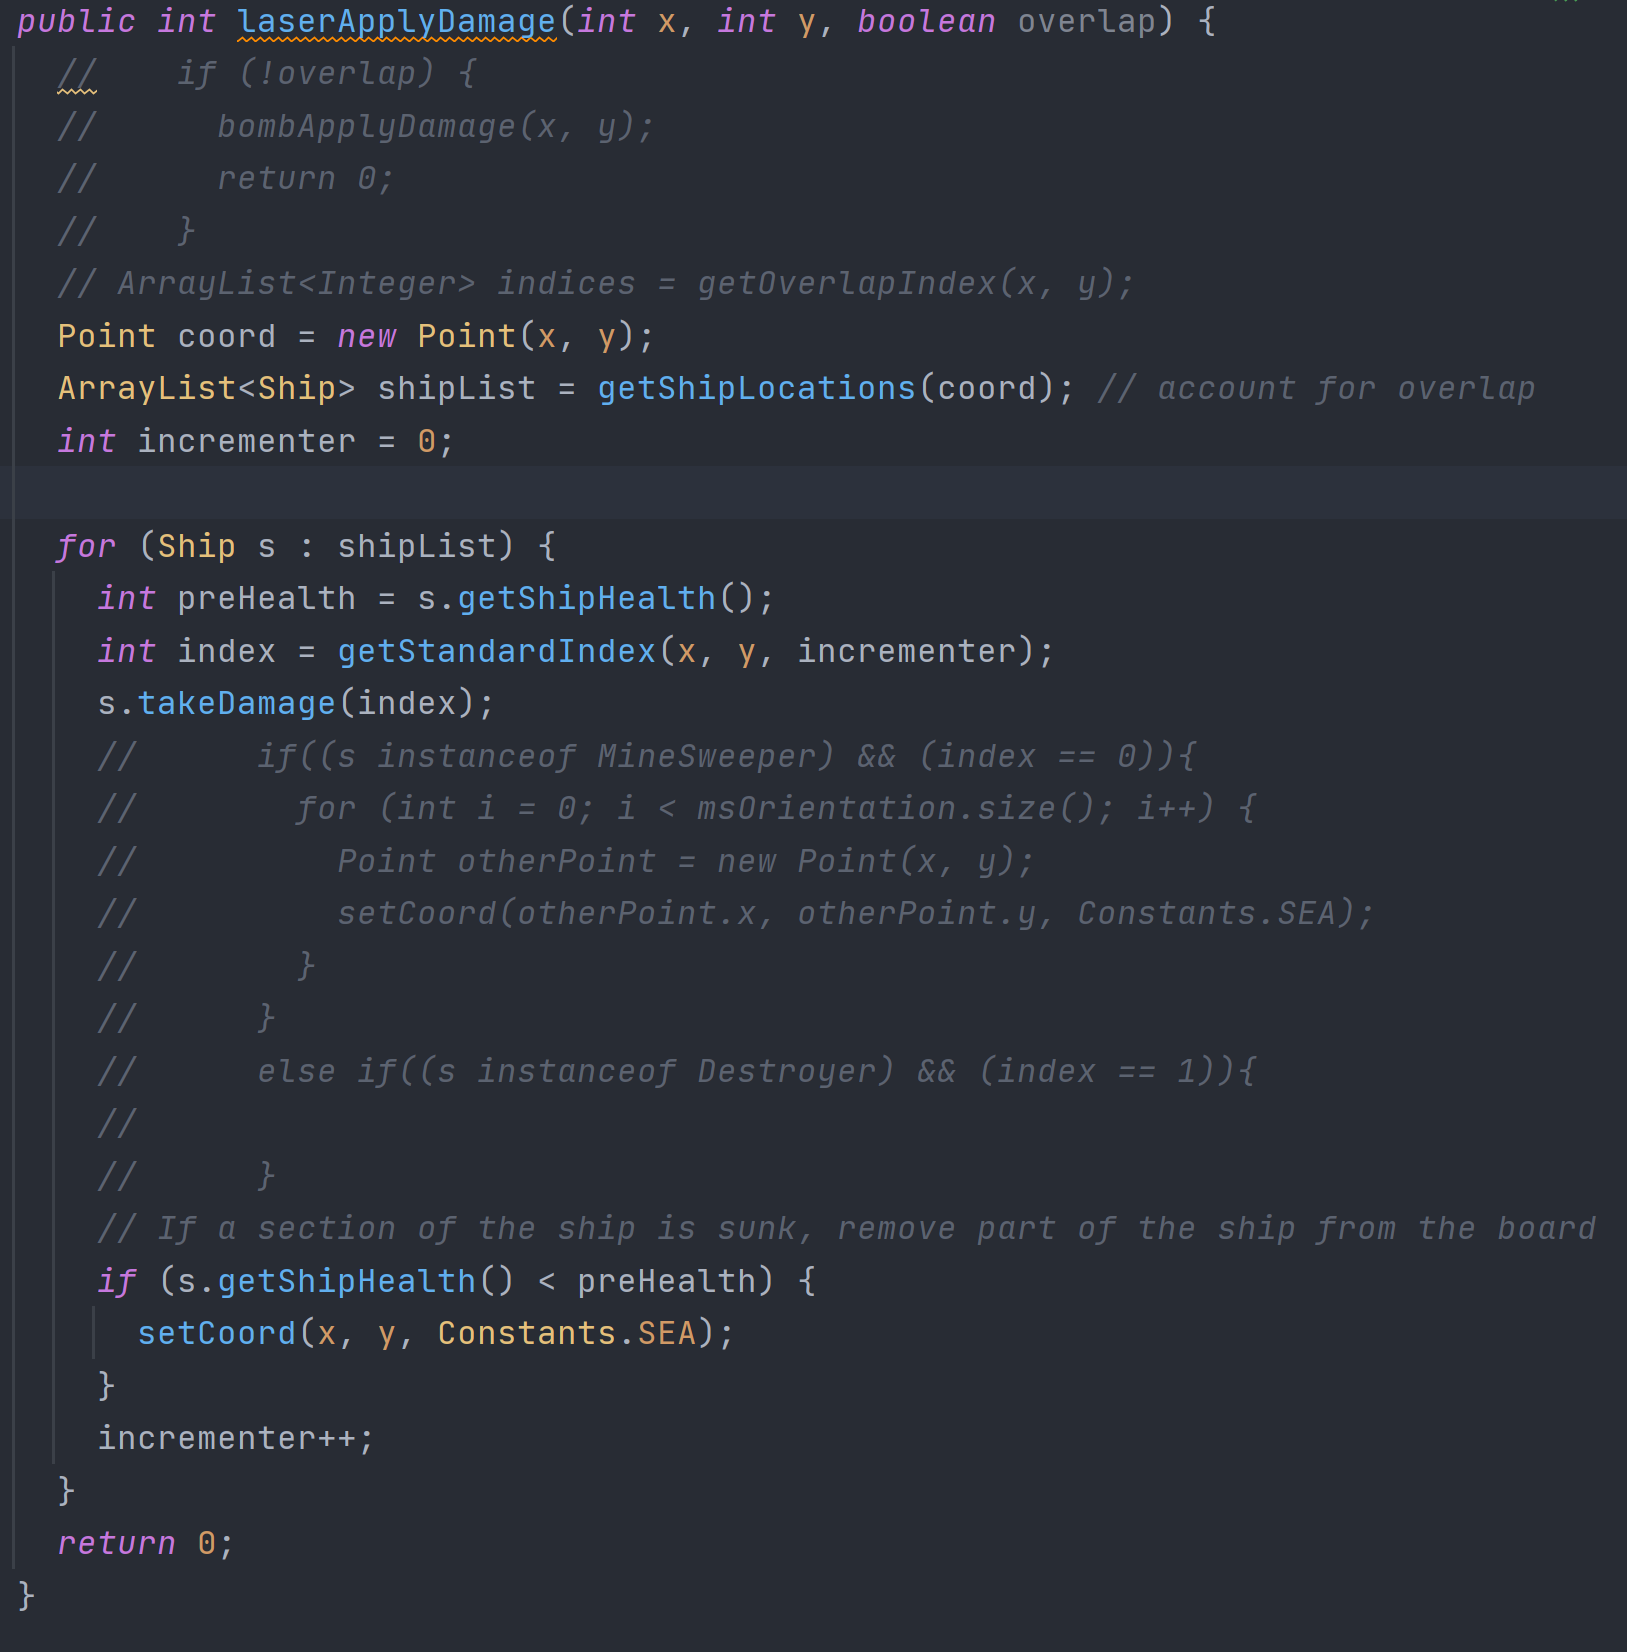 public int laserApplyDamage(int x, int y, boolean overlap) {
  //    if (!overlap) {
  //      bombApplyDamage(x, y);
  //      return 0;
  //    }
  // ArrayList<Integer> indices = getOverlapIndex(x, y);
  Point coord = new Point(x, y);
  ArrayList<Ship> shipList = getShipLocations(coord); // account for overlap
  int incrementer = 0;

  for (Ship s : shipList) {
    int preHealth = s.getShipHealth();
    int index = getStandardIndex(x, y, incrementer);
    s.takeDamage(index);
    //      if((s instanceof MineSweeper) && (index == 0)){
    //        for (int i = 0; i < msOrientation.size(); i++) {
    //          Point otherPoint = new Point(x, y);
    //          setCoord(otherPoint.x, otherPoint.y, Constants.SEA);
    //        }
    //      }
    //      else if((s instanceof Destroyer) && (index == 1)){
    //
    //      }
    // If a section of the ship is sunk, remove part of the ship from the board
    if (s.getShipHealth() < preHealth) {
      setCoord(x, y, Constants.SEA);
    }
    incrementer++;
  }
  return 0;
}